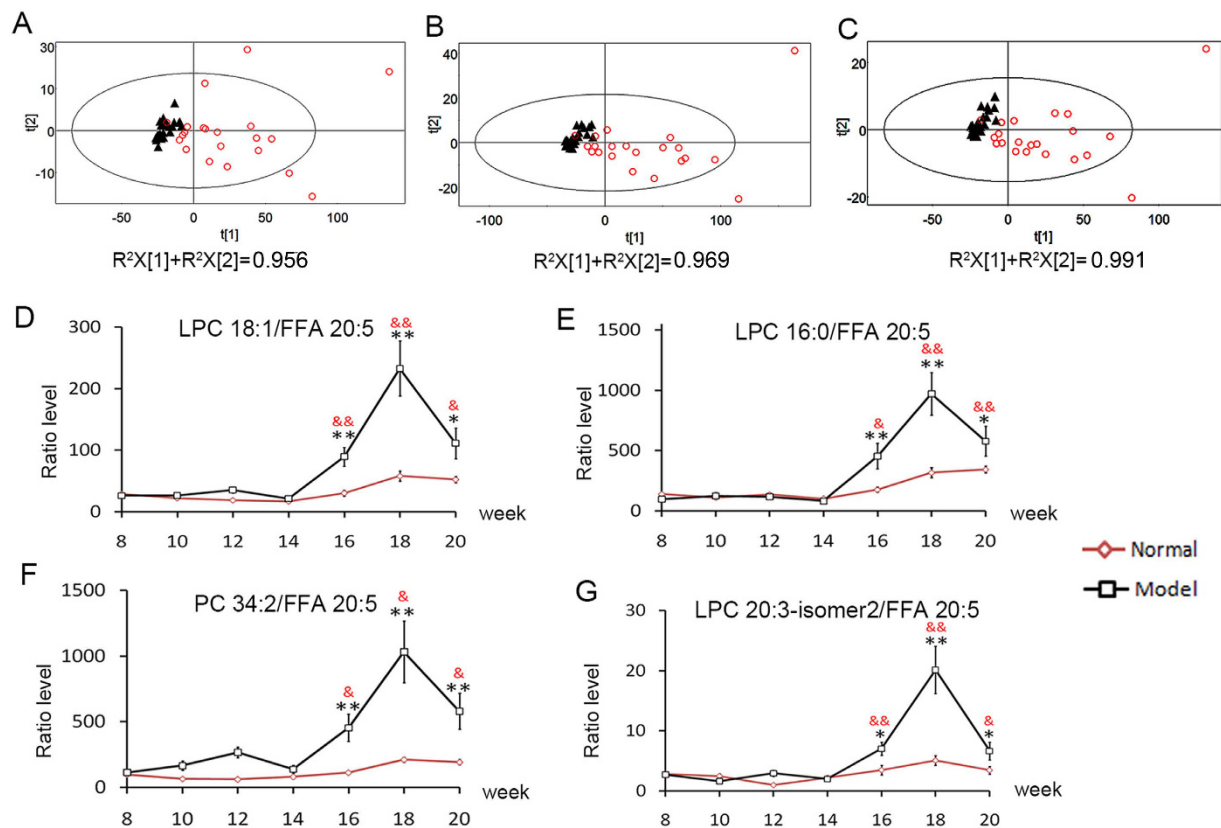 A
t[2]
30
10
0
-10
-50
0
50
100
t[1]
R²X[1]+R²X[2]=0.956
B
t[2]
40
20
0
-20
-100
0
100
t[1]
R²X[1]+R²X[2]=0.969
C
t[2]
20
0
-20
-50
0
50
100
t[1]
R²X[1]+R²X[2]=0.991
D
LPC 18:1/FFA 20:5
Ratio level
300
200
100
0
&& ** && ** & *
8 10 12 14 16 18 20
week
E
LPC 16:0/FFA 20:5
Ratio level
1500
1000
500
0
& ** && ** && *
8 10 12 14 16 18 20
week
F
PC 34:2/FFA 20:5
Ratio level
1500
1000
500
0
& ** & ** & **
8 10 12 14 16 18 20
week
G
LPC 20:3-isomer2/FFA 20:5
Ratio level
30
20
10
0
&& * && ** & *
8 10 12 14 16 18 20
week
Normal
Model